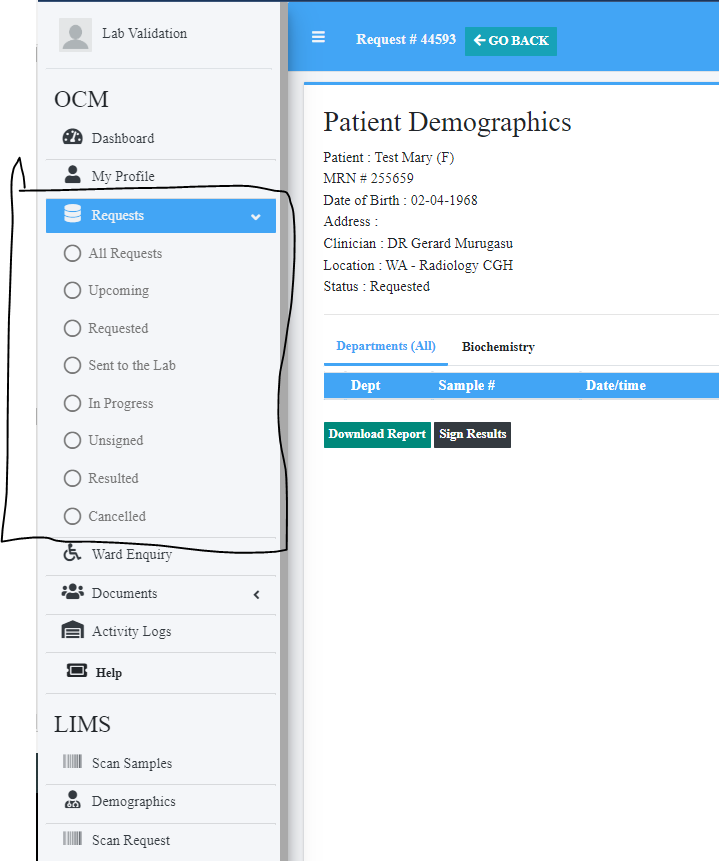 Lab Validation
OCM
Dashboard
My Profile
Requests
All Requests
Upcoming
Requested
Sent to the Lab
In Progress
Unsigned
Resulted
Cancelled
Ward Enquiry
Documents
Activity Logs
Help
LIMS
Scan Samples
Demographics
Scan Request
Request # 44593 GO BACK
Patient Demographics
Patient : Test Mary (F)
MRN # 255659
Date of Birth : 02-04-1968
Address :
Clinician : DR Gerard Murugasu
Location : WA - Radiology CGH
Status : Requested
Departments (All) Biochemistry
Dept Sample # Date/time
Download Report Sign Results